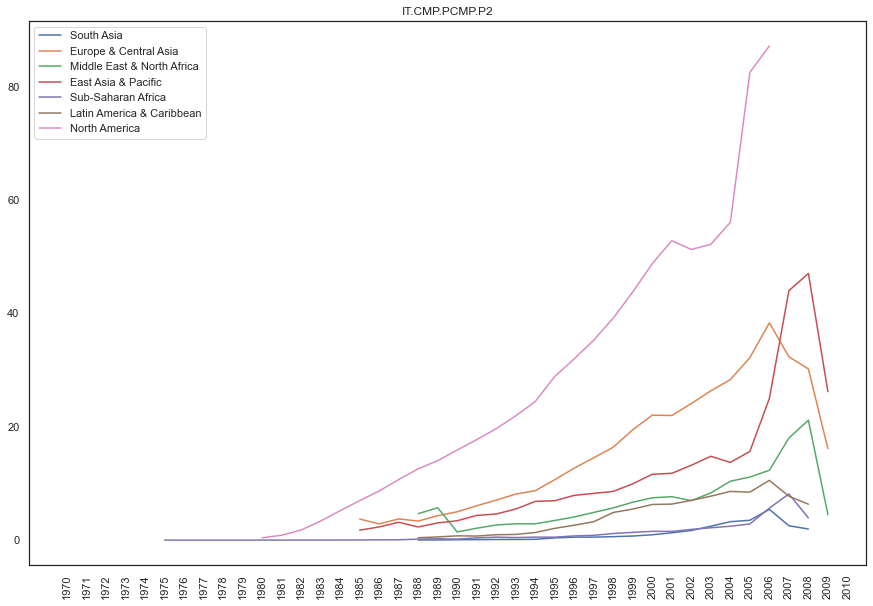 IT.CMP.PCMP.P2
South Asia
Europe & Central Asia
Middle East & North Africa
East Asia & Pacific
Sub-Saharan Africa
Latin America & Caribbean
North America
80
60
40
20
0
1970 1971 1972 1973 1974 1975 1976 1977 1978 1979 1980 1981 1982 1983 1984 1985 1986 1987 1988 1989 1990 1991 1992 1993 1994 1995 1996 1997 1998 1999 2000 2001 2002 2003 2004 2005 2006 2007 2008 2009 2010